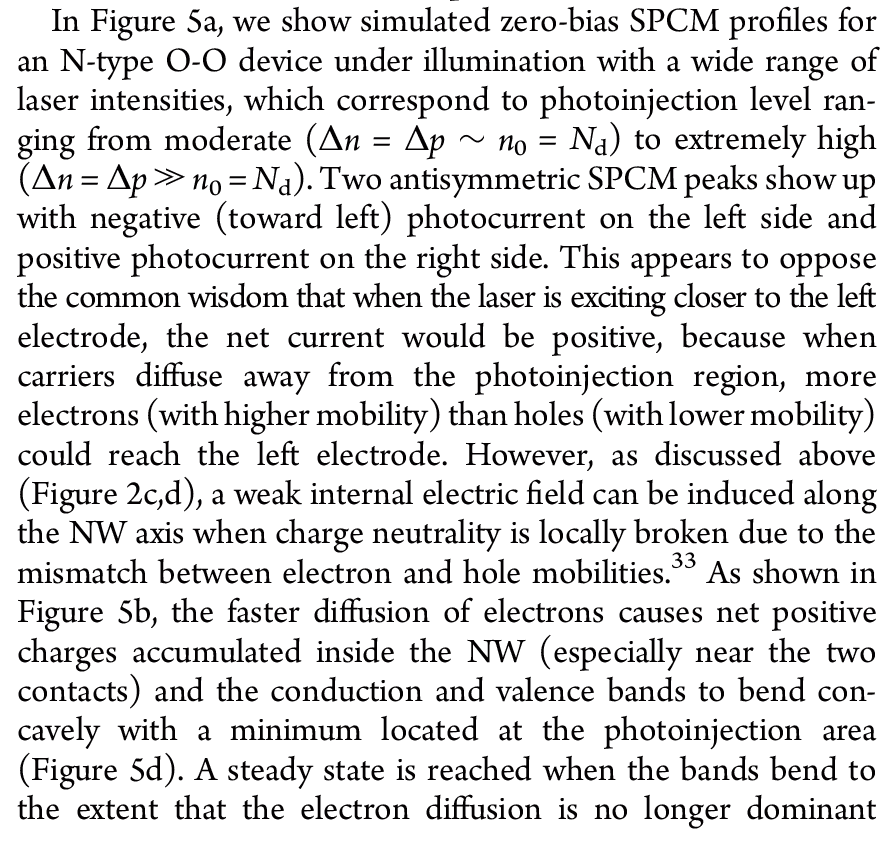 In Figure 5a, we show simulated zero-bias SPCM profiles for
an N-type O-O device under illumination with a wide range of
laser intensities, which correspond to photoinjection level ran-
ging from moderate (Δn = Δp ∼ n₀ = N_d) to extremely high
(Δn = Δp ≫ n₀ = N_d). Two antisymmetric SPCM peaks show up
with negative (toward left) photocurrent on the left side and
positive photocurrent on the right side. This appears to oppose
the common wisdom that when the laser is exciting closer to the left
electrode, the net current would be positive, because when
carriers diffuse away from the photoinjection region, more
electrons (with higher mobility) than holes (with lower mobility)
could reach the left electrode. However, as discussed above
(Figure 2c,d), a weak internal electric field can be induced along
the NW axis when charge neutrality is locally broken due to the
mismatch between electron and hole mobilities.³³ As shown in
Figure 5b, the faster diffusion of electrons causes net positive
charges accumulated inside the NW (especially near the two
contacts) and the conduction and valence bands to bend con-
cavely with a minimum located at the photoinjection area
(Figure 5d). A steady state is reached when the bands bend to
the extent that the electron diffusion is no longer dominant